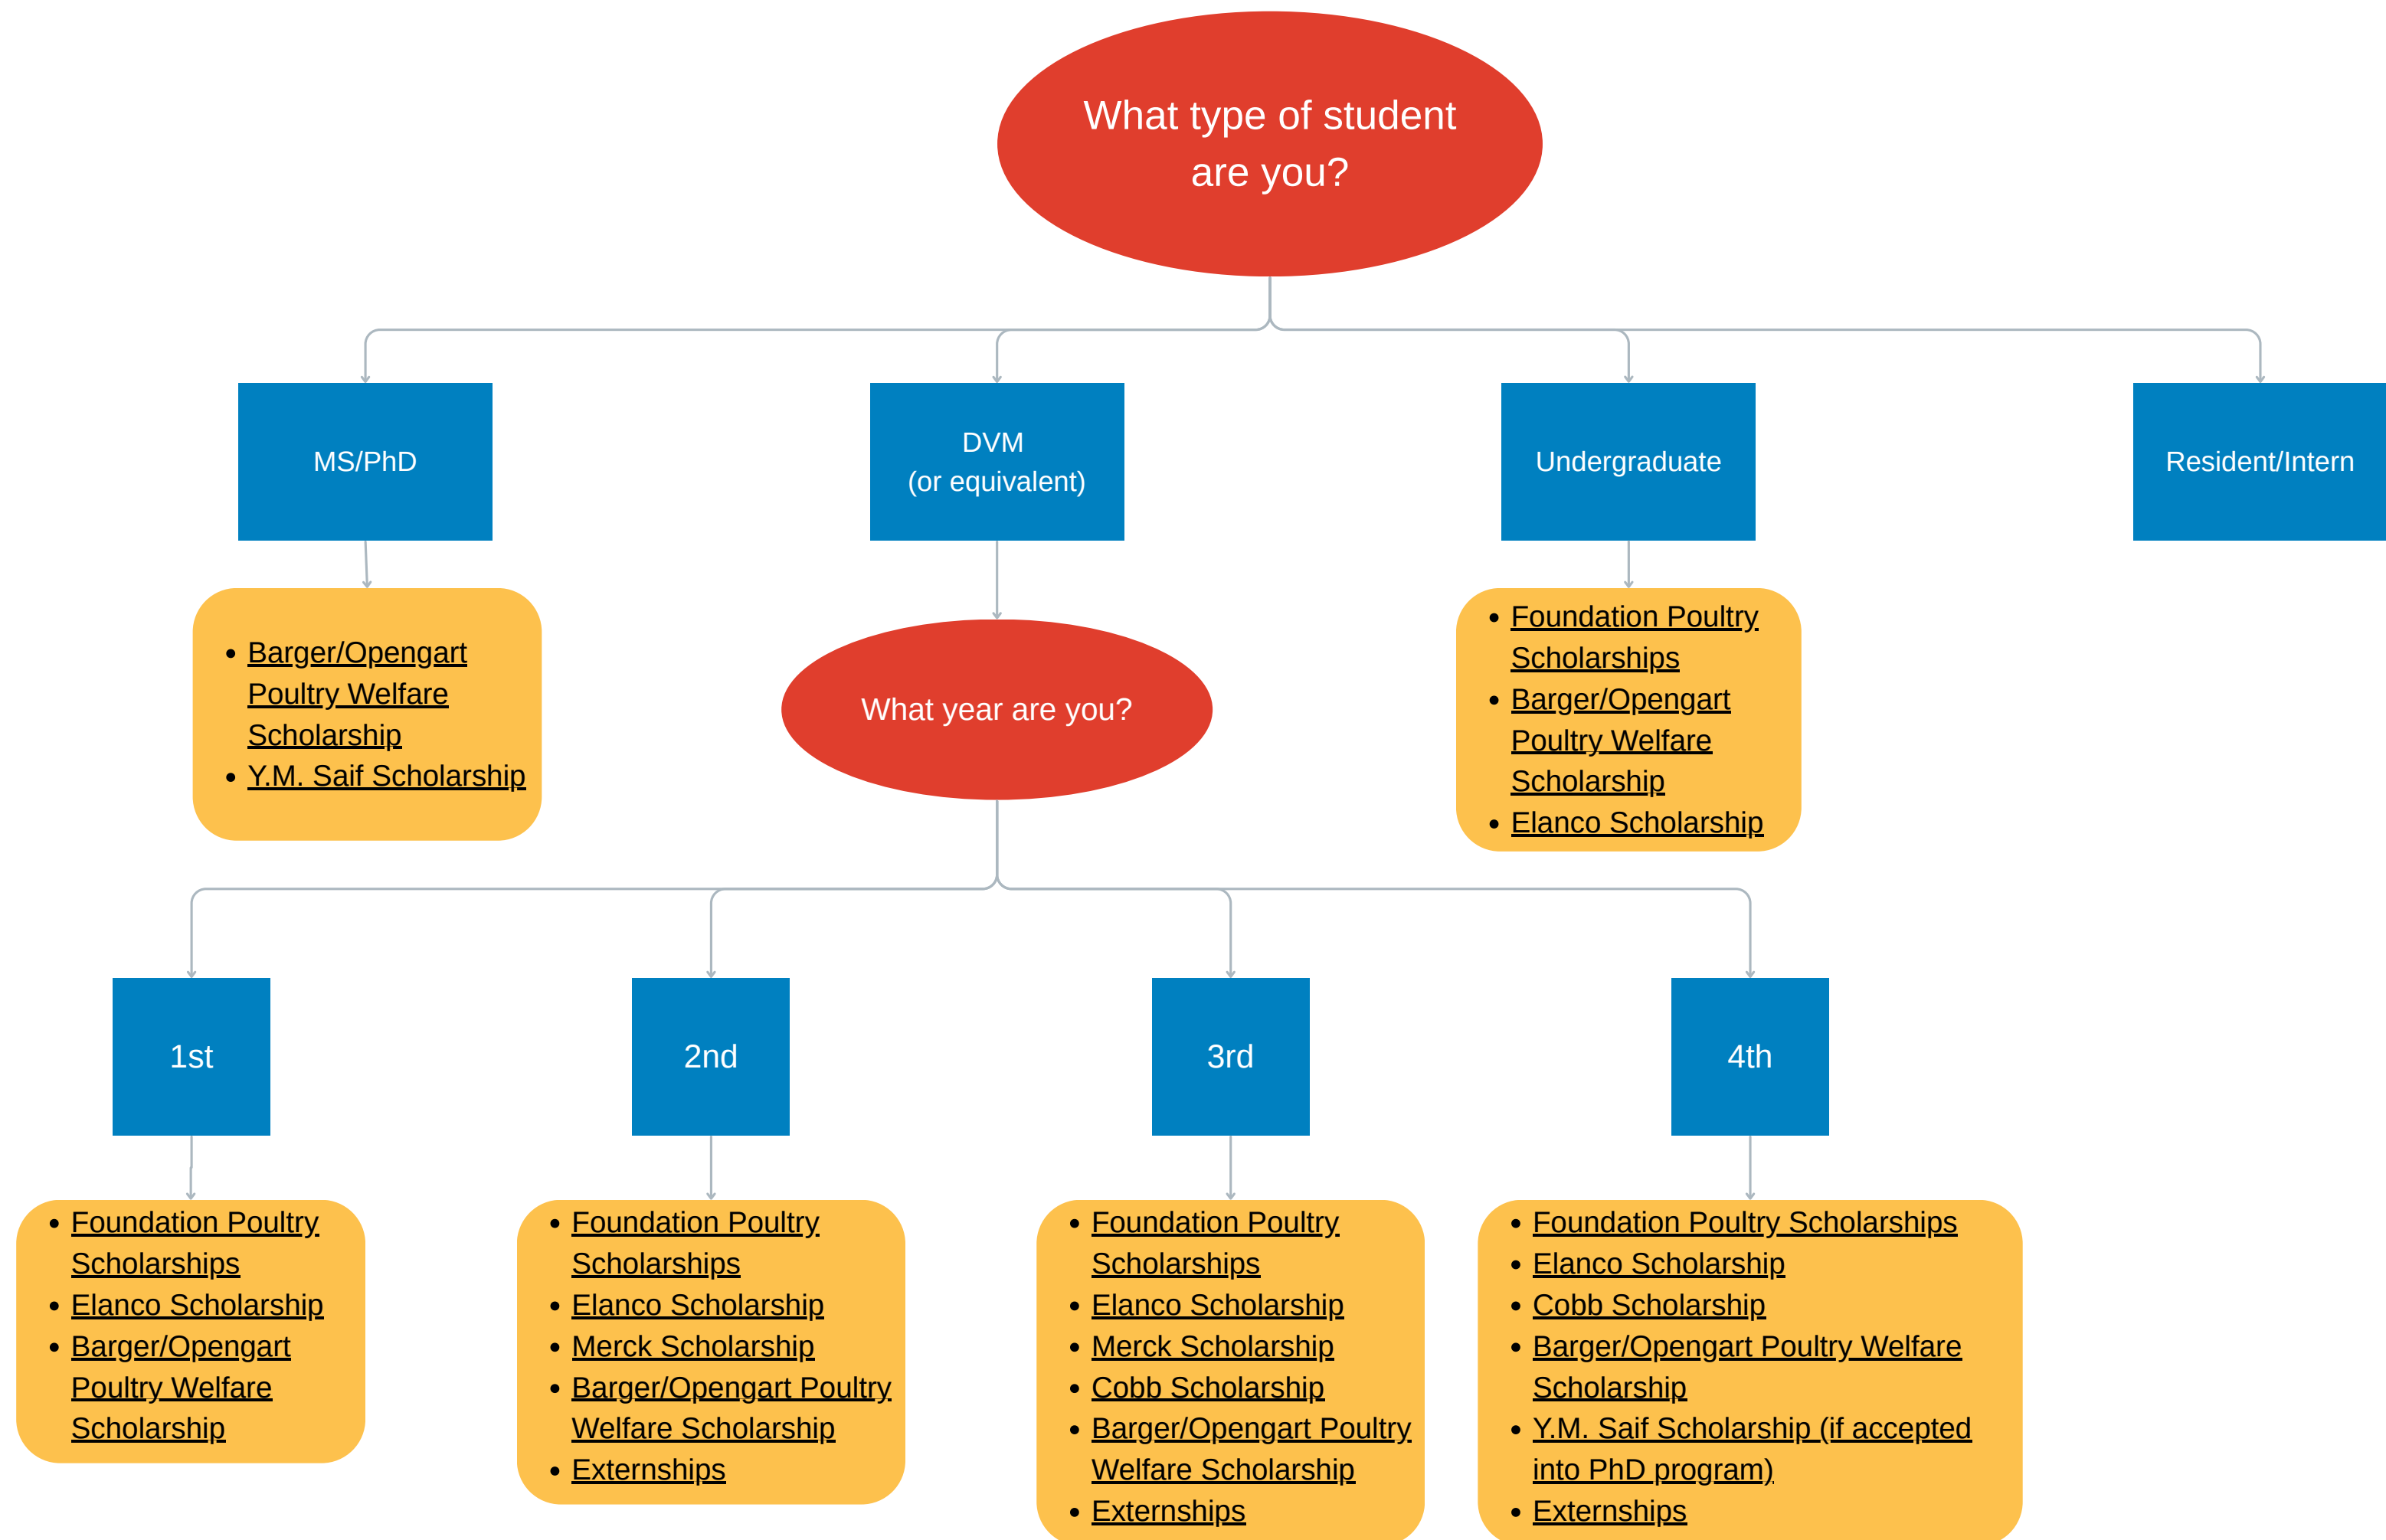 What type of student
are you?
MS/PhD
DVM
(or equivalent)
Undergraduate
Resident/Intern
• Barger/Opengart
Poultry Welfare
Scholarship
• Y.M. Saif Scholarship
What year are you?
• Foundation Poultry
Scholarships
• Barger/Opengart
Poultry Welfare
Scholarship
• Elanco Scholarship
1st
2nd
3rd
4th
• Foundation Poultry
Scholarships
• Elanco Scholarship
• Barger/Opengart
Poultry Welfare
Scholarship
• Foundation Poultry
Scholarships
• Elanco Scholarship
• Merck Scholarship
• Barger/Opengart Poultry
Welfare Scholarship
• Externships
• Foundation Poultry
Scholarships
• Elanco Scholarship
• Merck Scholarship
• Cobb Scholarship
• Barger/Opengart Poultry
Welfare Scholarship
• Externships
• Foundation Poultry Scholarships
• Elanco Scholarship
• Cobb Scholarship
• Barger/Opengart Poultry Welfare
Scholarship
• Y.M. Saif Scholarship (if accepted
into PhD program)
• Externships